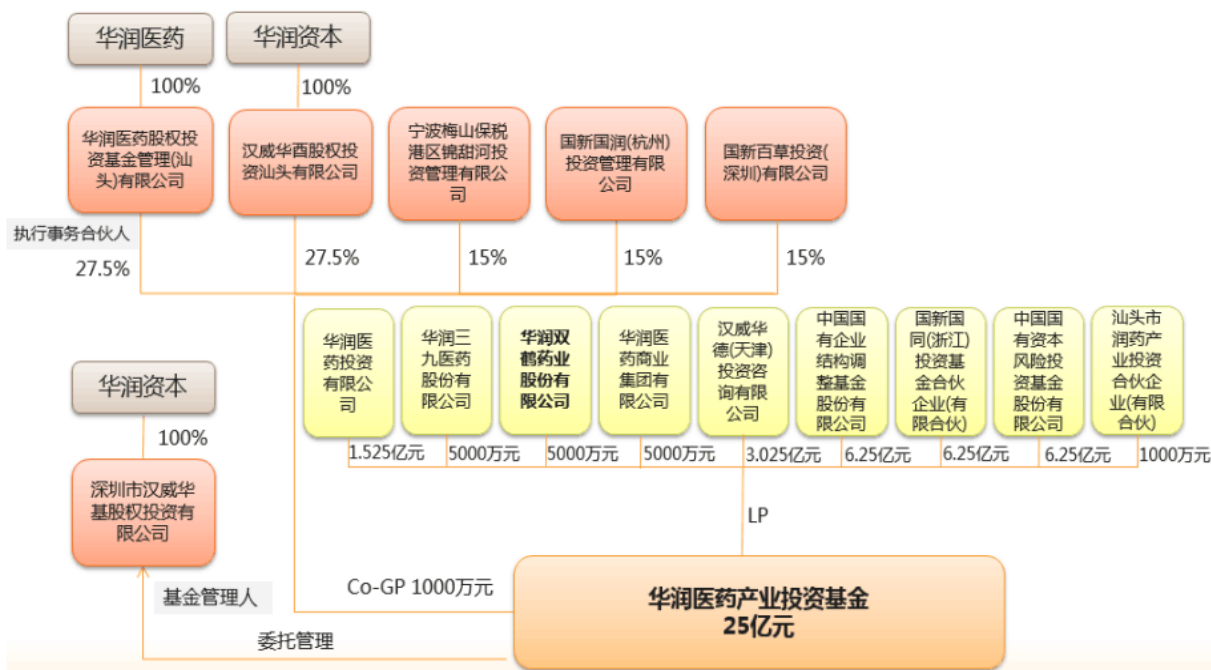 华润医药
华润资本
100%
100%
华润医药股权投
资基金管理(汕
头)有限公司
汉威华酉股权投
资汕头有限公司
宁波梅山保税
港区锦甜河投
资管理有限公
司
国新国润(杭州)
投资管理有限
公司
国新百草投资(
深圳)有限公司
执行事务合伙人
27.5%
27.5%
15%
15%
15%
华润医
药投资
有限公
司
华润三
九医药
股份有
限公司
华润双
鹤药业
股份有
限公司
华润医
药商业
集团有
限公司
汉威华
德(天津)
投资咨
询有限
公司
中国国
有企业
结构调
整基金
股份有
限公司
国新国
同(浙江)
投资基
金合伙
企业(有
限合伙)
中国国
有资本
风险投
资基金
股份有
限公司
汕头市
润药产
业投资
合伙企
业(有限
合伙)
1.525亿元
5000万元
5000万元
5000万元
3.025亿元
6.25亿元
6.25亿元
6.25亿元
1000万元
华润资本
100%
深圳市汉威华
基股权投资有
限公司
LP
基金管理人
Co-GP 1000万元
委托管理
华润医药产业投资基金
25亿元